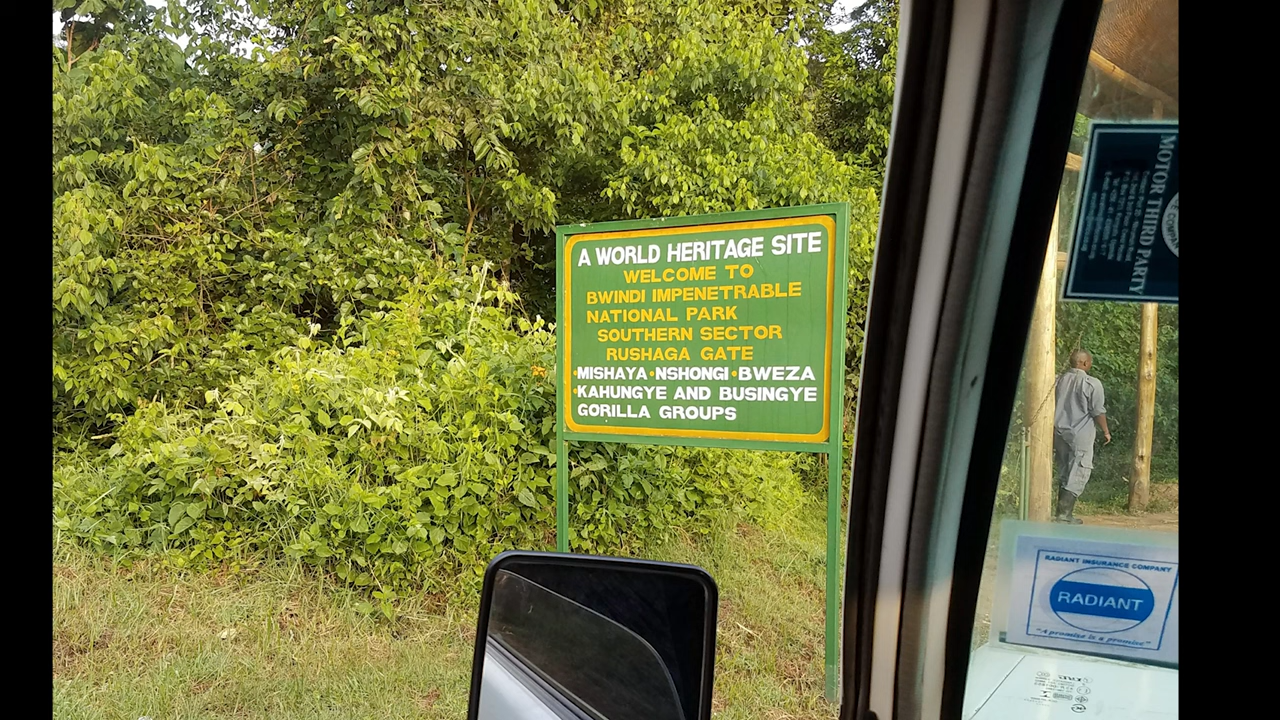 A WORLD HERITAGE SITE
WELCOME TO
BWINDI IMPENETRABLE
NATIONAL PARK
SOUTHERN SECTOR
RUSHAGA GATE
•MISHAYA•NSHONGI•BWEZA
•KAHUNGYE AND BUSINGYE
GORILLA GROUPS
MOTOR THIRD PARTY
RADIANT INSURANCE COMPANY
RADIANT
"A promise is a promise"